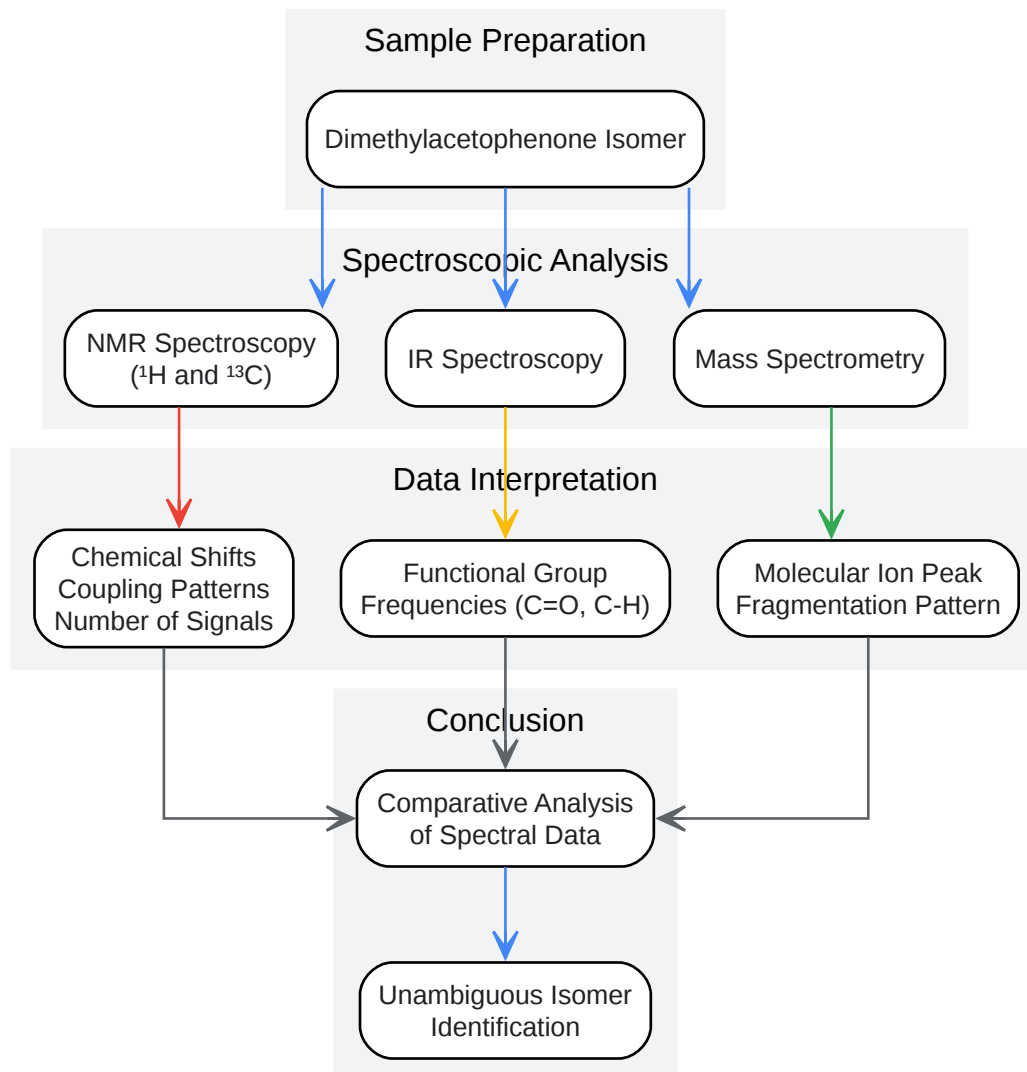 Sample Preparation
Dimethylacetophenone Isomer
Spectroscopic Analysis
NMR Spectroscopy
(¹H and ¹³C)
IR Spectroscopy
Mass Spectrometry
Data Interpretation
Chemical Shifts
Coupling Patterns
Number of Signals
Functional Group
Frequencies (C=O, C-H)
Molecular Ion Peak
Fragmentation Pattern
Conclusion
Comparative Analysis
of Spectral Data
Unambiguous Isomer
Identification